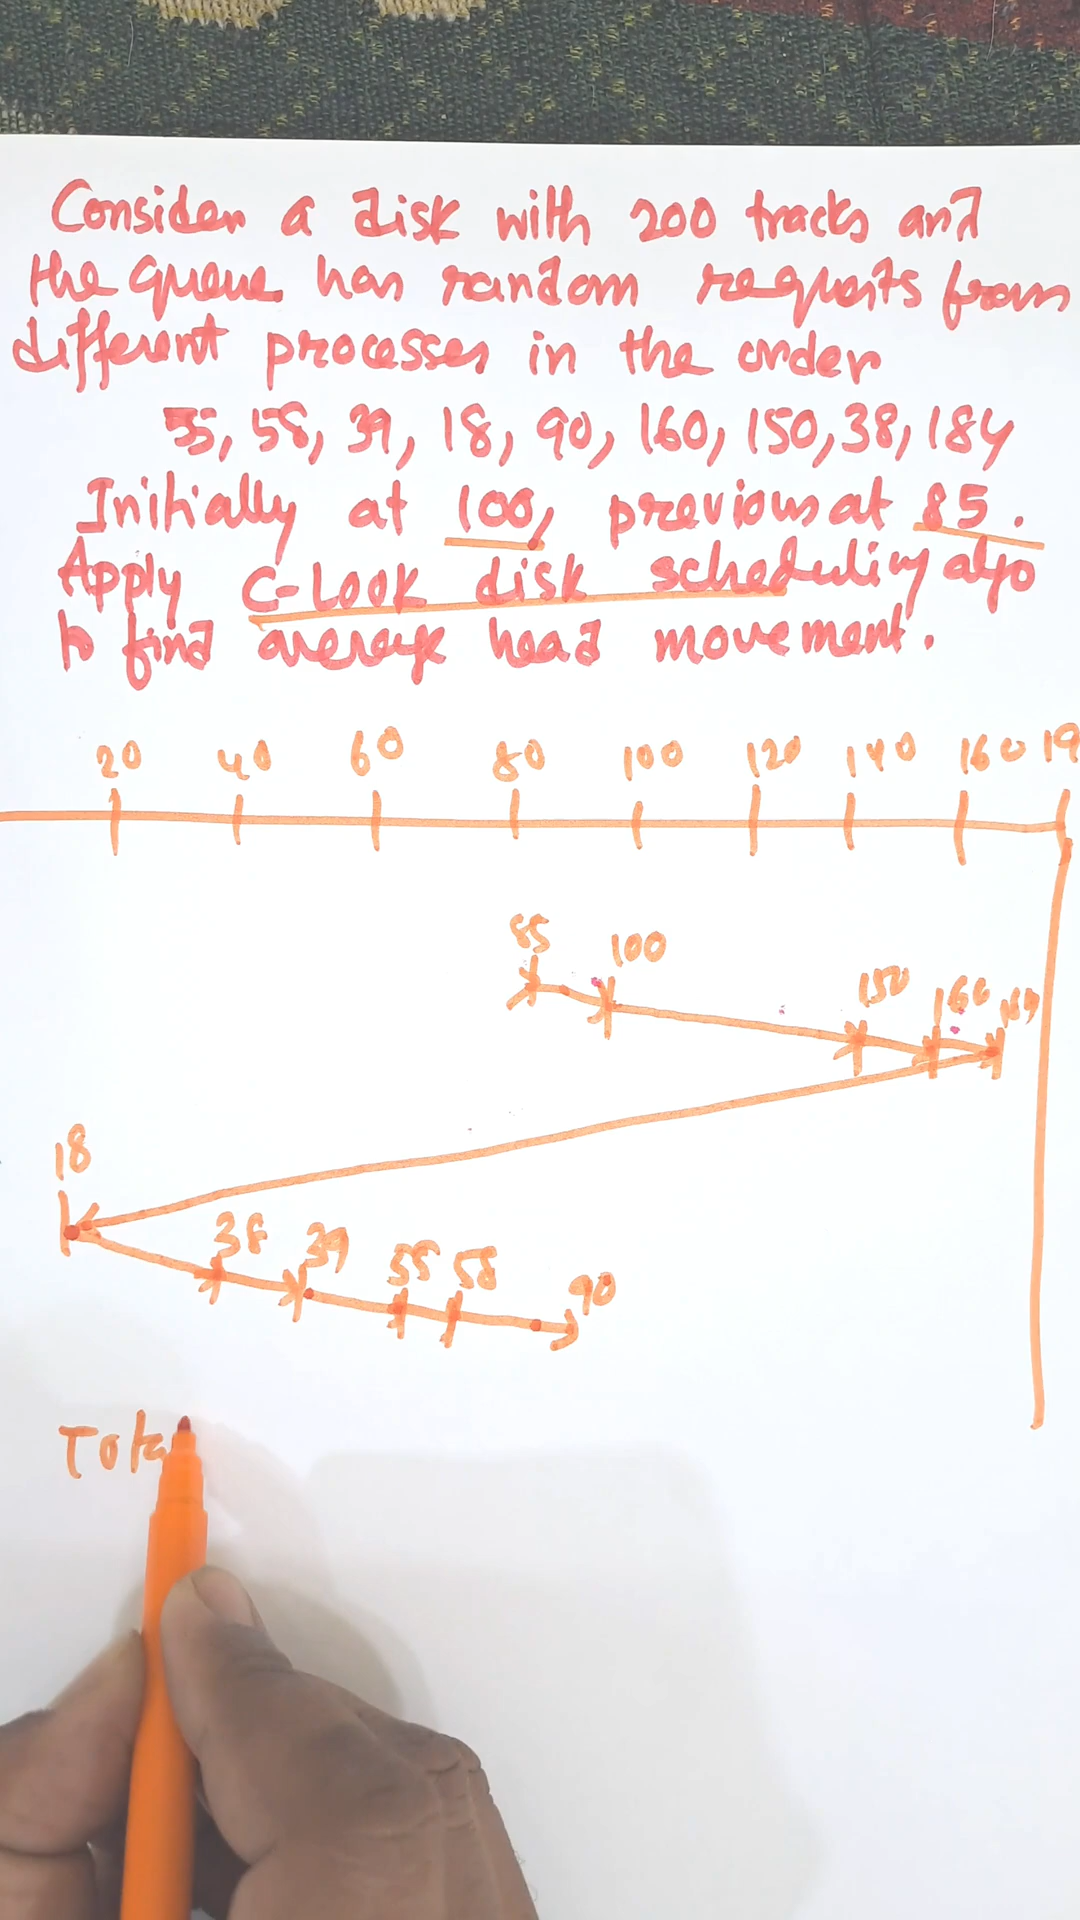 Consider a disk with 200 tracks and
the queue has random requests from
different processes in the order
55, 58, 39, 18, 90, 160, 150, 38, 184
Initially at 100, previous at 85.
Apply C-LOOK disk scheduling algo
to find average head movement.
20 40 60 80 100 120 140 160 19
85 100 150 160 184
18 38 39 55 58 90
Tota